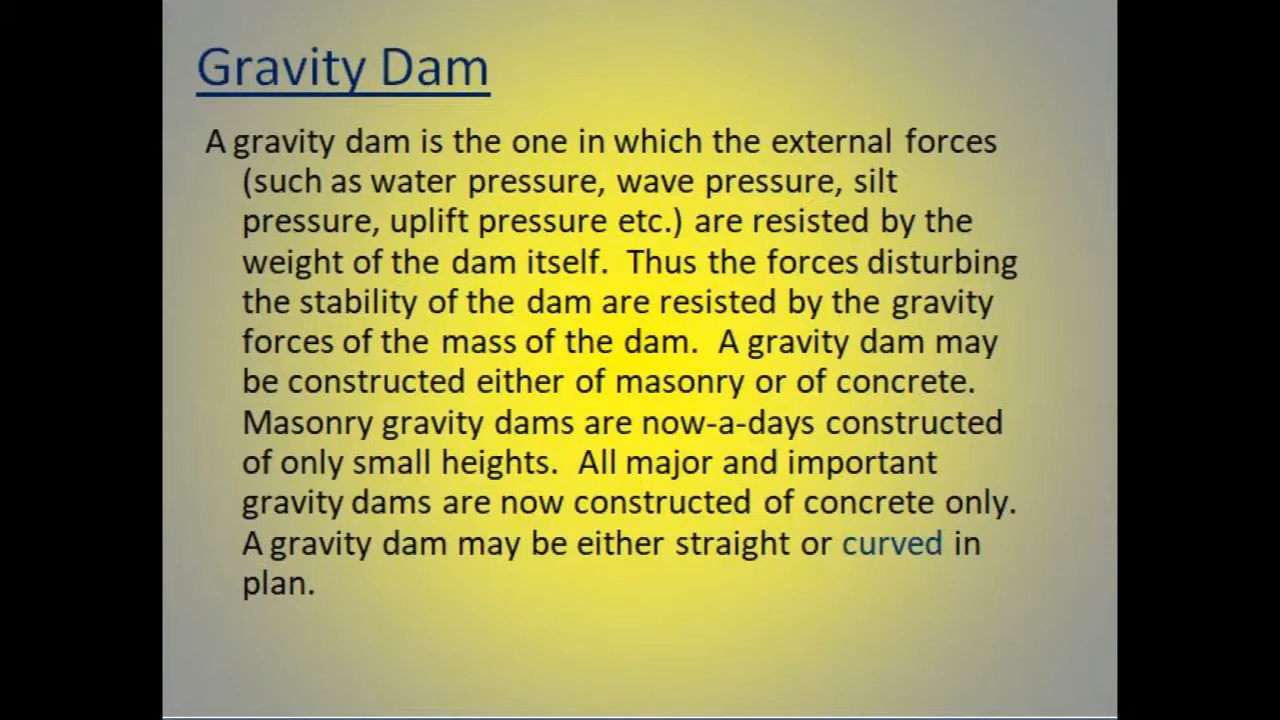 Gravity Dam
A gravity dam is the one in which the external forces
(such as water pressure, wave pressure, silt
pressure, uplift pressure etc.) are resisted by the
weight of the dam itself.  Thus the forces disturbing
the stability of the dam are resisted by the gravity
forces of the mass of the dam.  A gravity dam may
be constructed either of masonry or of concrete.
Masonry gravity dams are now-a-days constructed
of only small heights.  All major and important
gravity dams are now constructed of concrete only.
A gravity dam may be either straight or curved in
plan.